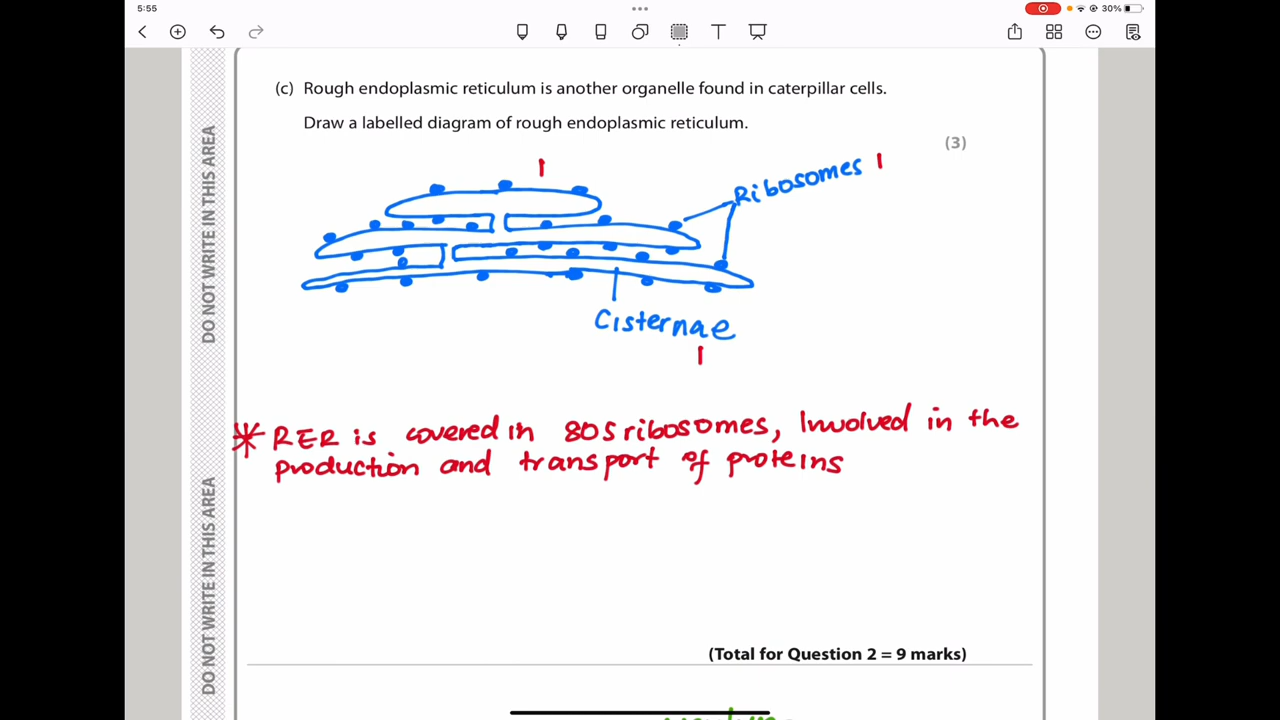 5:55
30%
(c) Rough endoplasmic reticulum is another organelle found in caterpillar cells.
Draw a labelled diagram of rough endoplasmic reticulum.
(3)
1
Ribosomes 1
Cisternae
1
* RER is covered in 80S ribosomes, Involved in the
production and transport of proteins
(Total for Question 2 = 9 marks)
DO NOT WRITE IN THIS AREA
DO NOT WRITE IN THIS AREA